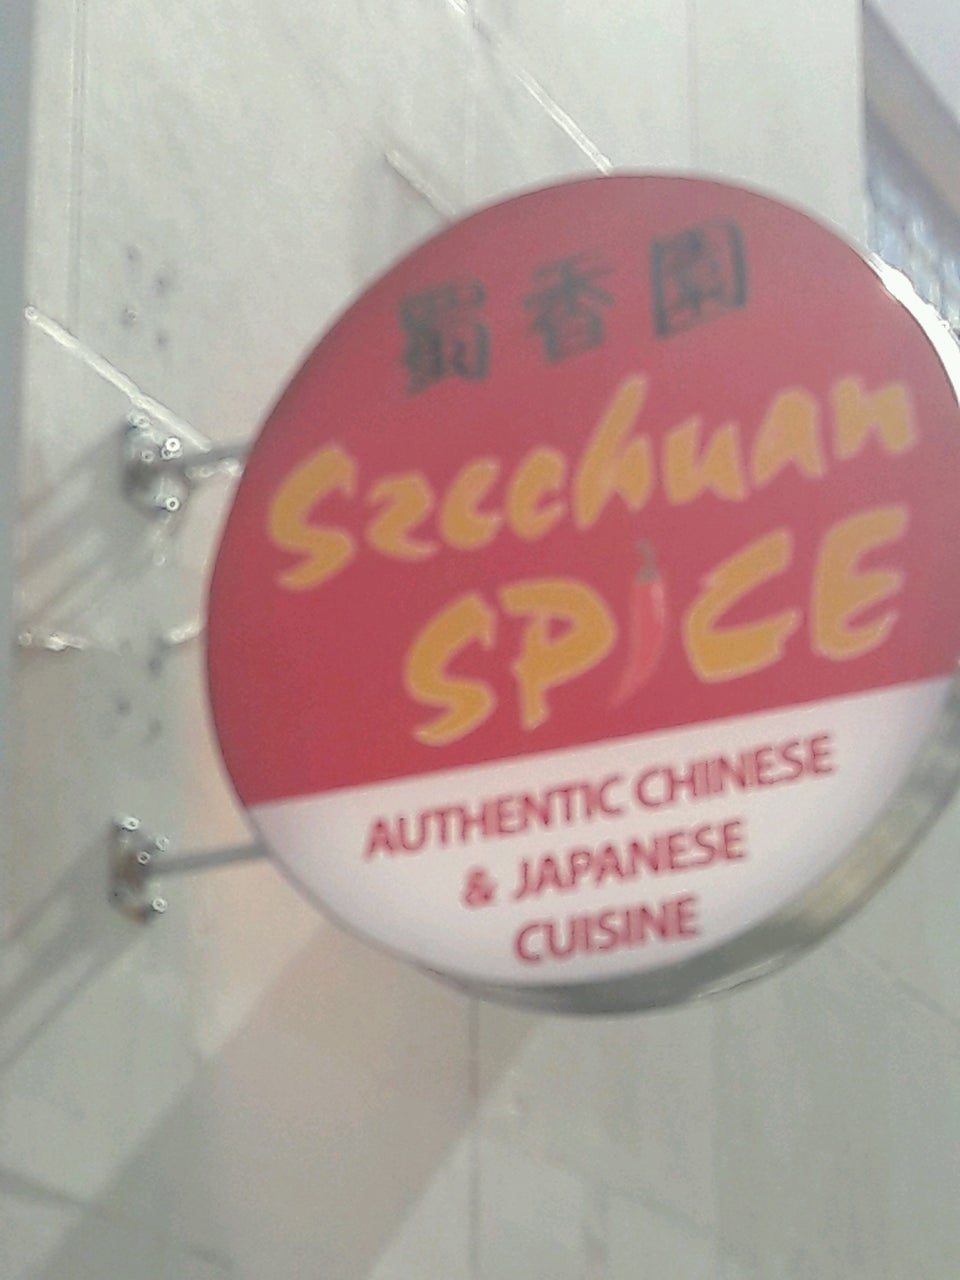 蜀香園
Szechuan
SPiCE
AUTHENTIC CHINESE
& JAPANESE
CUISINE